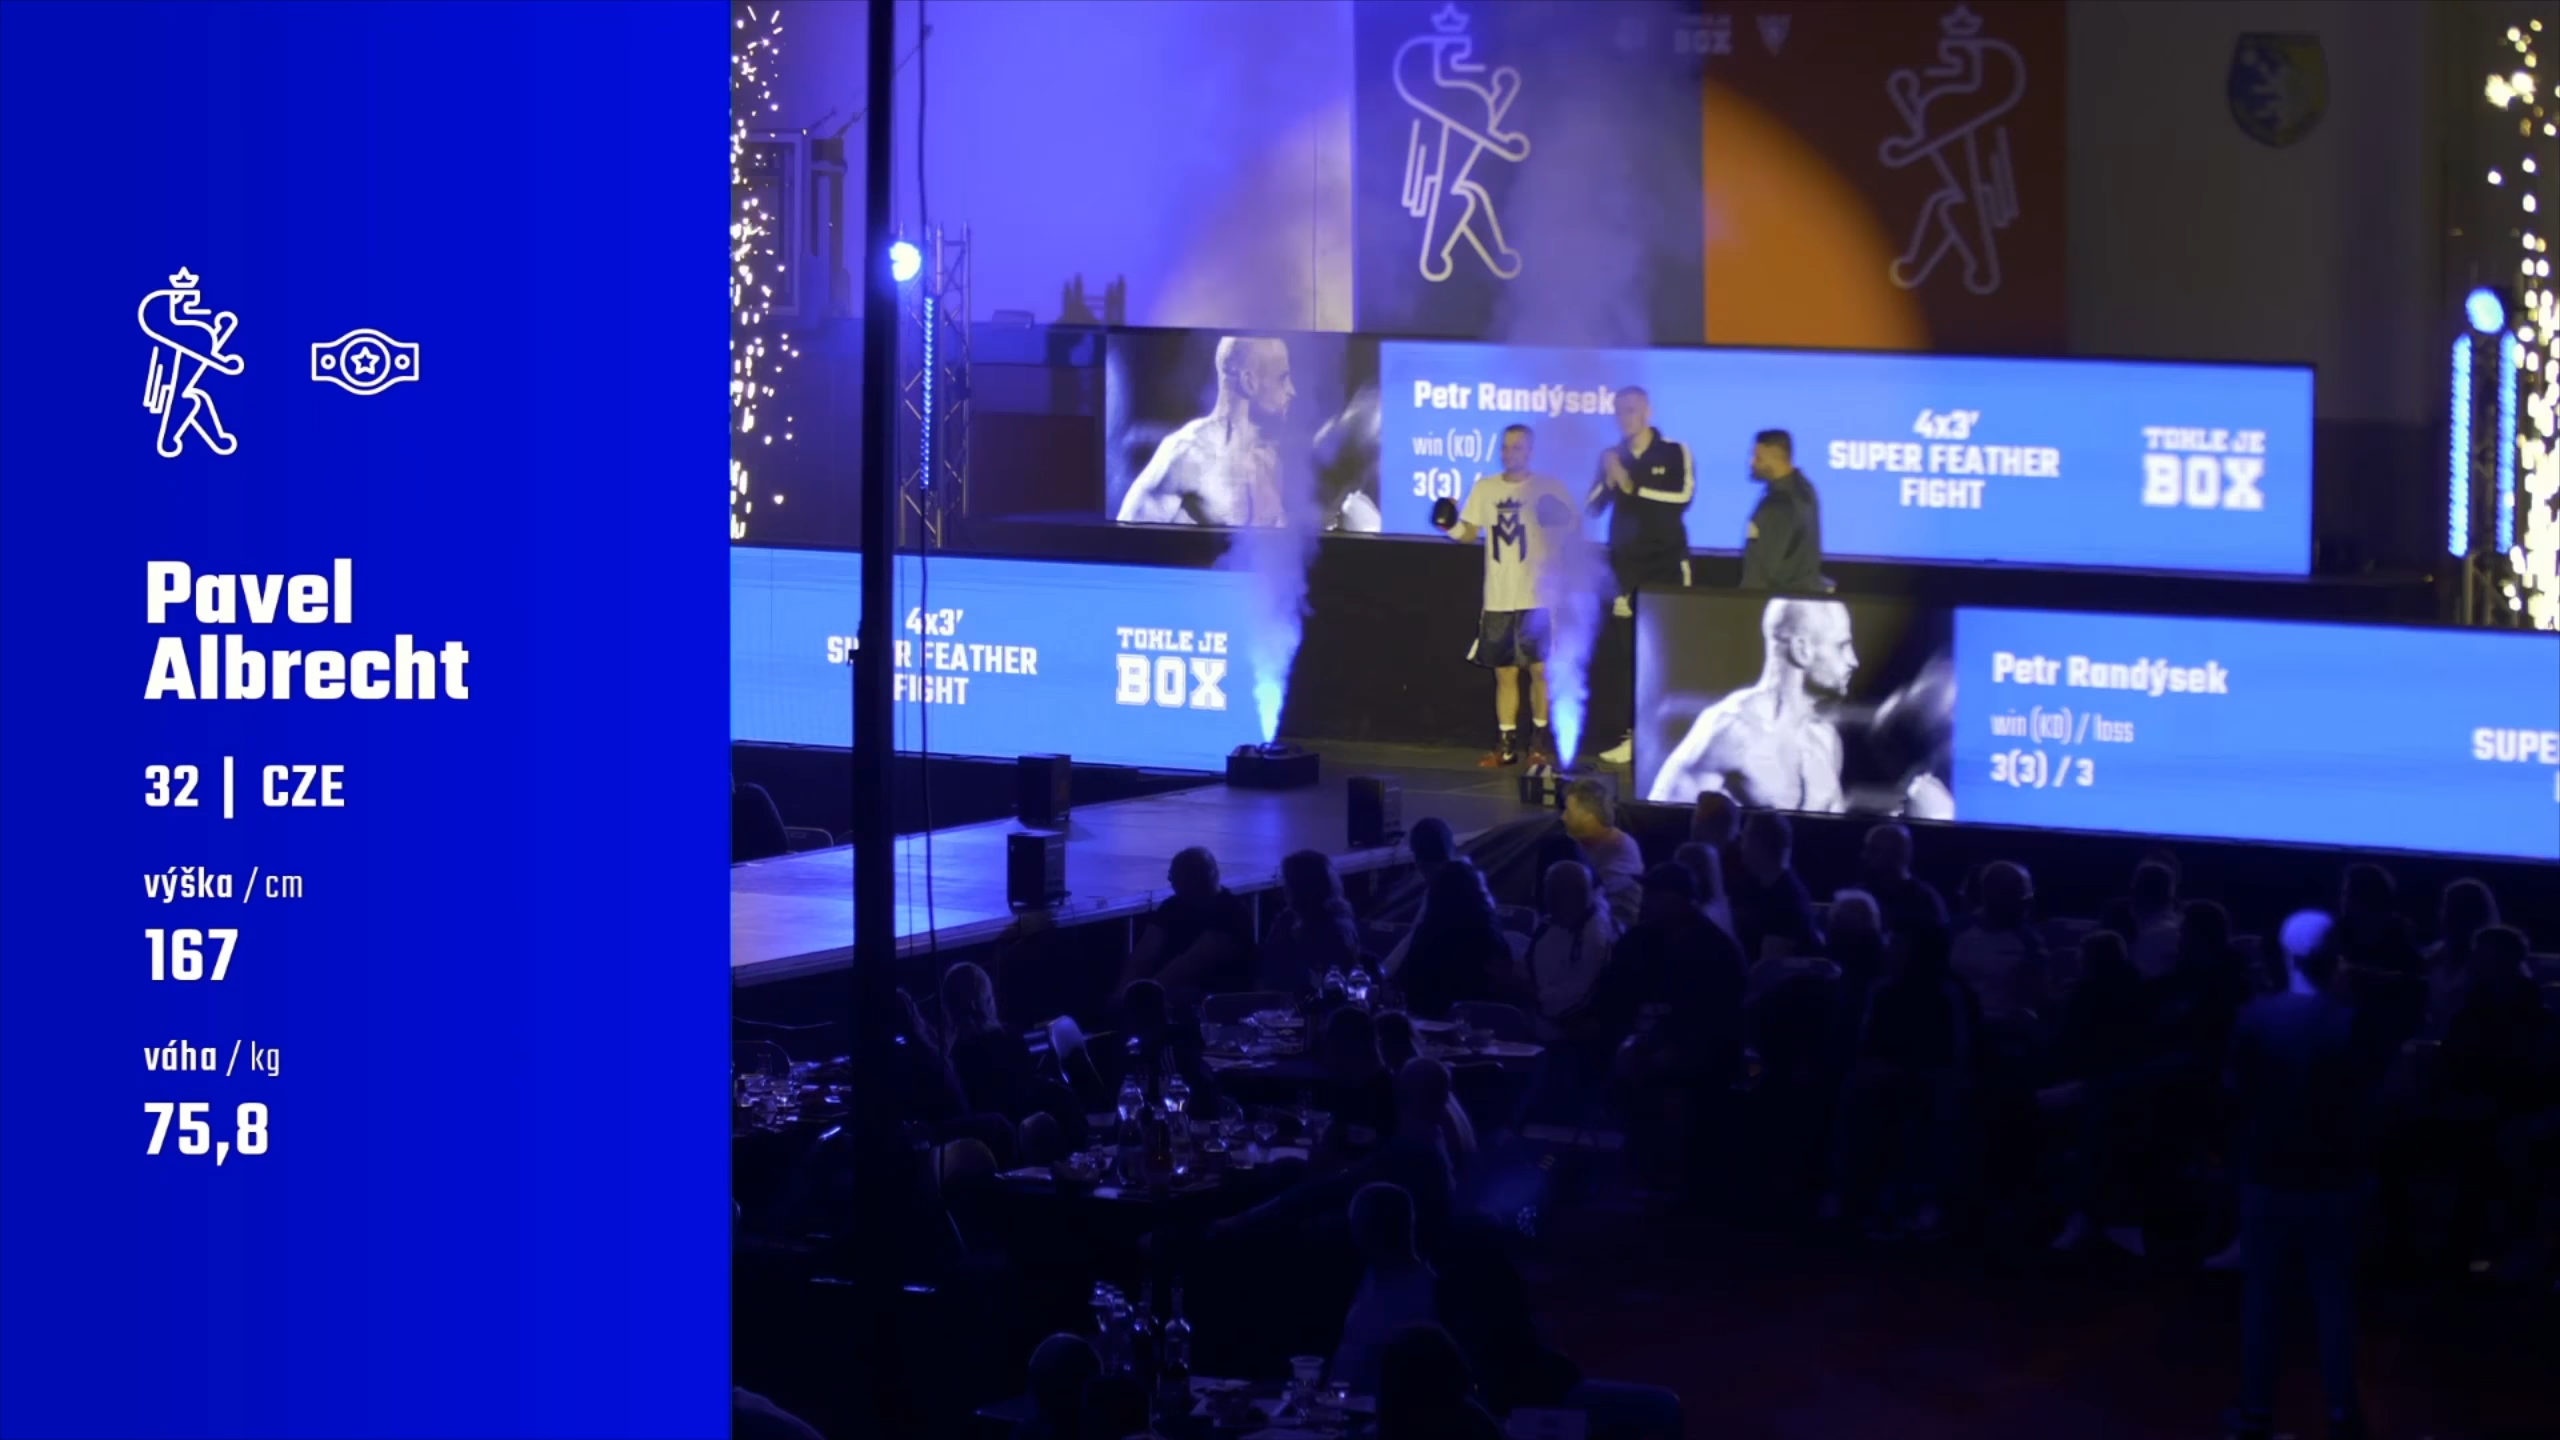 Pavel
Albrecht
32 | CZE
výška / cm
167
váha / kg
75,8
BOX
Petr Randýsek
win (KO) /
3(3)
4x3'
SUPER FEATHER
FIGHT
TOHLE JE
BOX
4x3'
FEATHER
FIGHT
TOHLE JE
BOX
M
Petr Randýsek
win (KO) / loss
3(3) / 3
SUPE